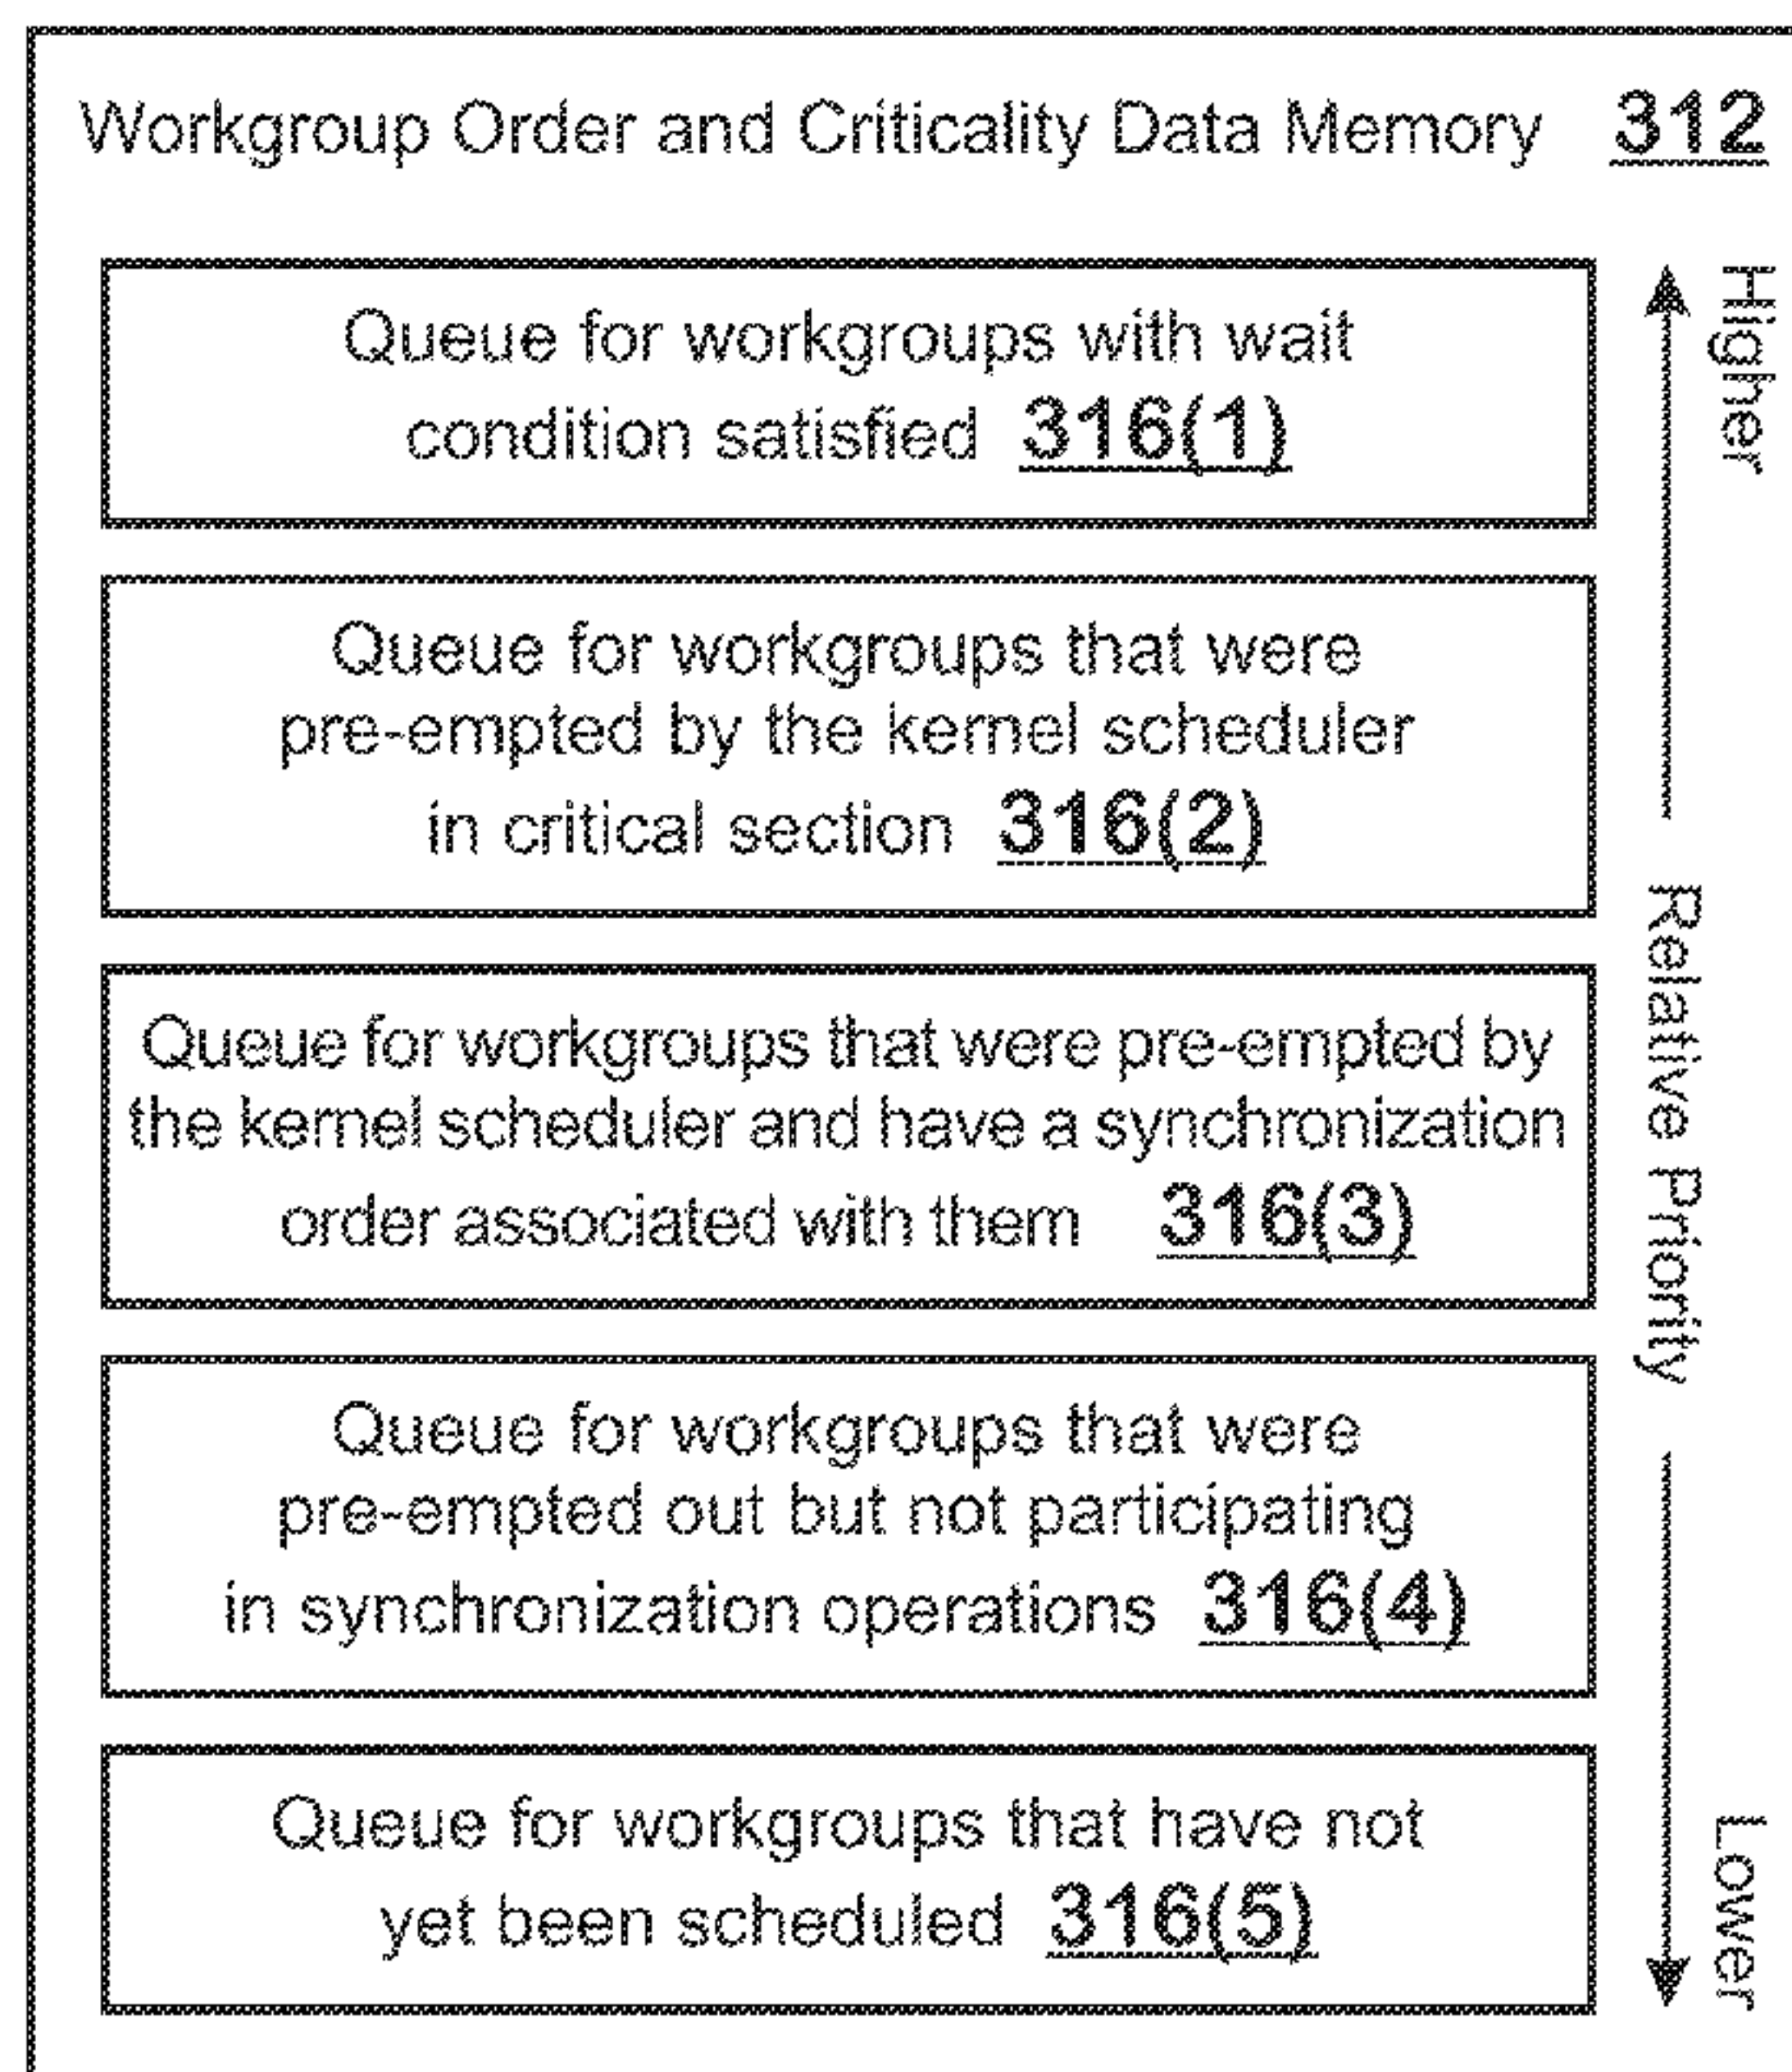 Workgroup Order and Criticality Data Memory 312
Queue for workgroups with wait
condition satisfied 316(1)
Queue for workgroups that were
pre-empted by the kernel scheduler
in critical section 316(2)
Queue for workgroups that were pre-empted by
the kernel scheduler and have a synchronization
order associated with them 316(3)
Queue for workgroups that were
pre-empted out but not participating
in synchronization operations 316(4)
Queue for workgroups that have not
yet been scheduled 316(5)
Higher
Relative Priority
Lower